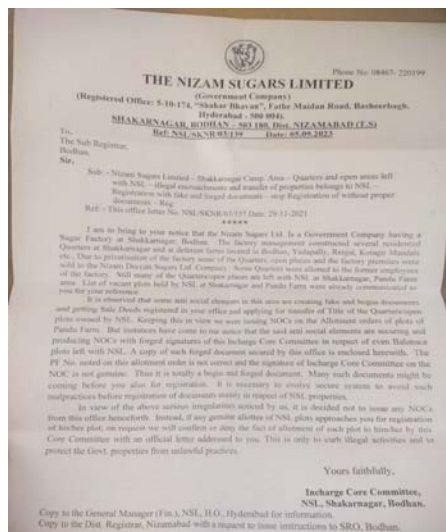 Phone No: 08467- 220199
THE NIZAM SUGARS LIMITED
(Government Company)
(Registered Office: 5-10-174, "Shakar Bhavan", Fathe Maidan Road, Basheerbagh,
Hyderabad - 500 004).
SHAKARNAGAR, BODHAN - 503 180, Dist. NIZAMABAD (T.S)
Ref: NSL/SKNR/03/139 Date: 05.09.2023
*****
To,
The Sub Registrar,
Bodhan.
Sir,
Sub: - Nizam Sugars Limited - Shakkarnagar Camp Area - Quarters and open areas left
with NSL - illegal encroachments and transfer of properties belongs to NSL -
Registration with fake and forged documents - stop Registration of without proper
documents - Reg.
Ref: - This office letter No. NSL/SKNR/03/137 Date: 29-11-2021
*****
I am to bring to your notice that the Nizam Sugars Ltd. Is a Government Company having a
Sugar Factory at Shakkarnagar, Bodhan. The factory management constructed several residential
Quarters at Shakkarnagar and at different farms located in Bodhan, Yedapally, Renjal, Kotagir Mandals
etc., Due to privatisation of the factory some of the Quarters, open places and the factory premises were
sold to the Nizam Deccan Sugars Ltd. Company. Some Quarters were allotted to the former employees
of the factory. Still many of the Quarters/open places are left with NSL at Shakkarnagar, Pandu Farm
area. List of vacant plots held by NSL at Shakarnagar and Pandu Farm were already communicated to
you for your reference.
It is observed that some anti social elements in this area are creating fake and bogus documents
and getting Sale Deeds registered in your office and applying for transfer of Title of the Quarters/open
plots owned by NSL. Keeping this in view we were issuing NOCs on the Allotment orders of plots of
Pandu Farm. But instances have come to our notice that the said anti social elements are securing and
producing NOCs with forged signatures of this Incharge Core Committee in respect of even Balance
plots left with NSL. A copy of such forged document secured by this office is enclosed herewith. The
PF No. noted on this allotment order is not correct and the signature of Incharge Core Committee on the
NOC is not genuine. Thus it is totally a begin and forged document. Many such documents might be
coming before you also for registration. It is necessary to evolve secure system to avoid such
malpractices before registration of documents mainly in respect of NSL properties.
In view of the above serious irregularities noticed by us, it is decided not to issue any NOCs
from this office henceforth. Instead, if any genuine allottee of NSL plots approaches you for registration
of his/her plot, on request we will confirm or deny the fact of allotment of such plot to him/her by this
Core Committee with an official letter addressed to you. This is only to curb illegal activities and to
protect the Govt. properties from unlawful practices.
Yours faithfully,
Incharge Core Committee,
NSL, Shakarnagar, Bodhan.
Copy to the General Manager (Fin.), NSL, H.O., Hyderabad for information.
Copy to the Dist. Registrar, Nizamabad with a request to issue instructions to SRO, Bodhan.